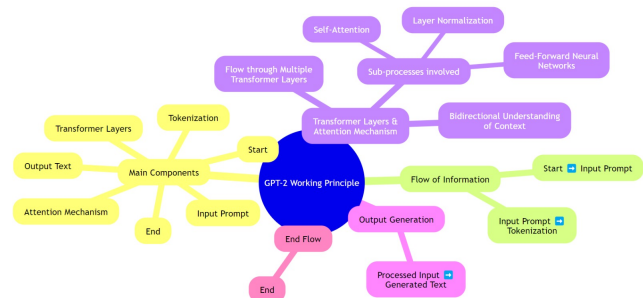 GPT-2 Working Principle
Main Components
Start
Tokenization
Transformer Layers
Output Text
Attention Mechanism
End
Input Prompt
Transformer Layers &
Attention Mechanism
Flow through Multiple
Transformer Layers
Sub-processes involved
Self-Attention
Layer Normalization
Feed-Forward Neural
Networks
Bidirectional Understanding
of Context
Flow of Information
Start ➡️ Input Prompt
Input Prompt ➡️
Tokenization
Output Generation
Processed Input ➡️
Generated Text
End Flow
End